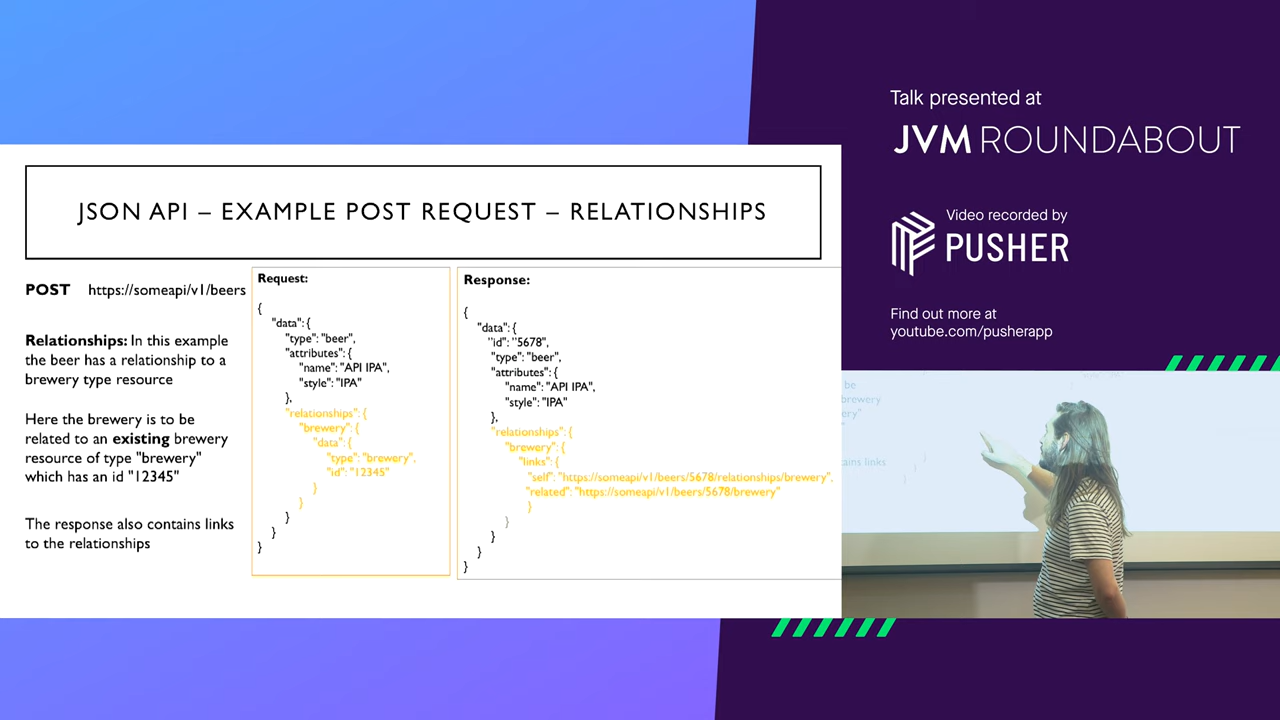 JSON API – EXAMPLE POST REQUEST – RELATIONSHIPS
POST https://someapi/v1/beers
Relationships: In this example
the beer has a relationship to a
brewery type resource
Here the brewery is to be
related to an existing brewery
resource of type "brewery"
which has an id "12345"
The response also contains links
to the relationships
Request:
{
"data": {
"type": "beer",
"attributes": {
"name": "API IPA",
"style": "IPA"
},
"relationships": {
"brewery": {
"data": {
"type": "brewery",
"id": "12345"
}
}
}
}
}
Response:
{
"data": {
"id": "5678",
"type": "beer",
"attributes": {
"name": "API IPA",
"style": "IPA"
},
"relationships": {
"brewery": {
"links": {
"self": "https://someapi/v1/beers/5678/relationships/brewery",
"related": "https://someapi/v1/beers/5678/brewery"
}
}
}
}
}
Talk presented at
JVM ROUNDABOUT
Video recorded by
PUSHER
Find out more at
youtube.com/pusherapp
be
brewery
ery"
"
ains links